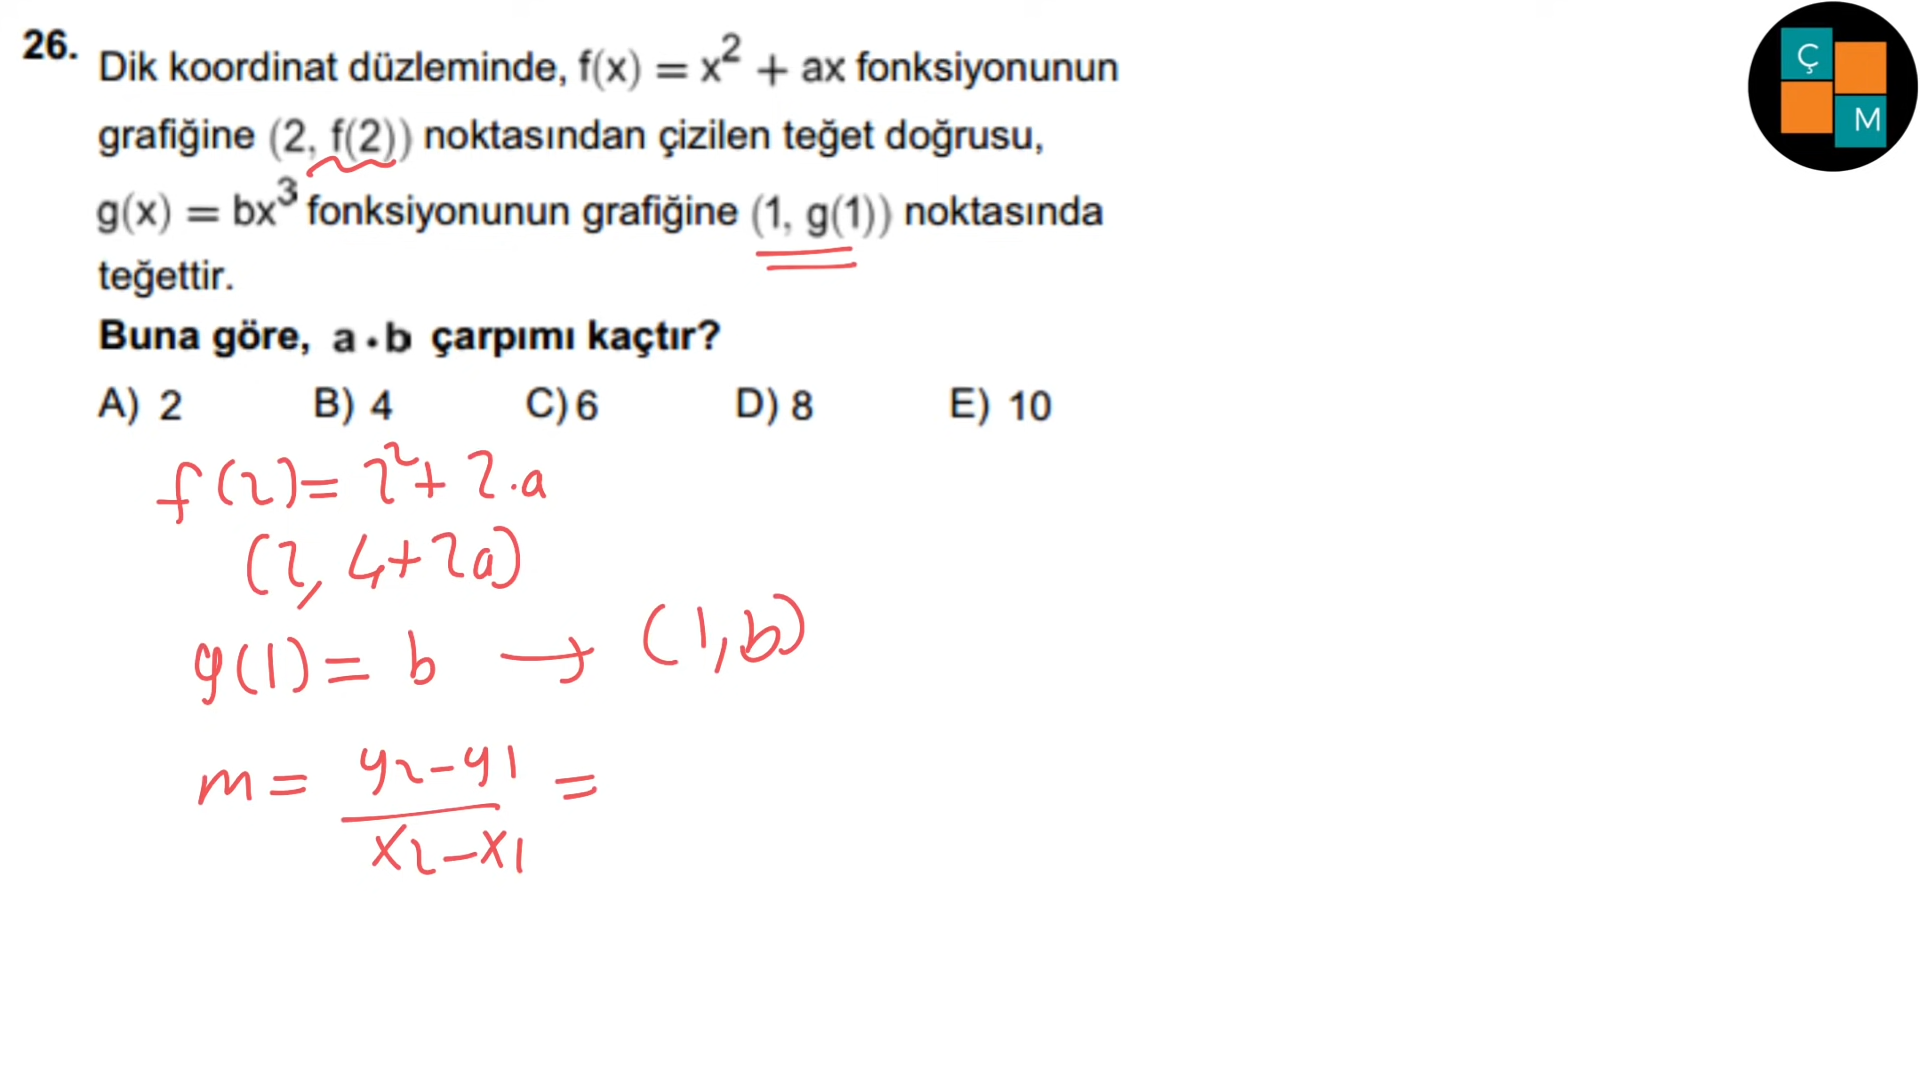 26. Dik koordinat düzleminde, f(x) = x² + ax fonksiyonunun
grafiğine (2, f(2)) noktasından çizilen teğet doğrusu,
g(x) = bx³ fonksiyonunun grafiğine (1, g(1)) noktasında
teğettir.
Buna göre, a · b çarpımı kaçtır?
A) 2 B) 4 C) 6 D) 8 E) 10
f(2) = 2² + 2.a
(2, 4+2a)
g(1) = b → (1, b)
m = y2 - y1 / x2 - x1 =
Ç
M